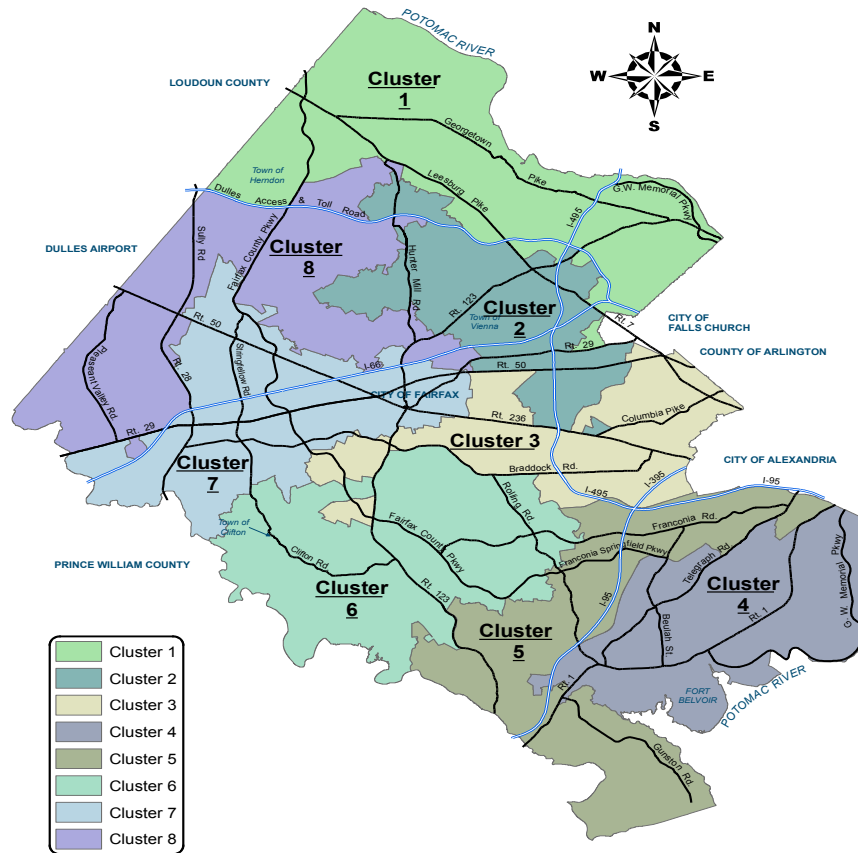 POTOMAC RIVER
N
W E
S
LOUDOUN COUNTY
Cluster
1
Georgetown
Pike
Leesburg
Pike
Town of
Herndon
Dulles Access & Toll Road
I-495
G.W. Memorial Pkwy
DULLES AIRPORT
Sully Rd
Fairfax County Pkwy
Cluster
8
Hunter Mill Rd
Rt. 123
Cluster
2
Town of
Vienna
Rt. 7
CITY OF
FALLS CHURCH
COUNTY OF ARLINGTON
Rt. 50
Pleasant Valley Rd.
Rt. 28
Stringfellow Rd.
I-66
Rt. 29
Rt. 50
CITY OF FAIRFAX
Rt. 236
Columbia Pike
Rt. 29
Cluster 3
Cluster
7
Braddock Rd.
CITY OF ALEXANDRIA
I-395
I-495
I-95
Rolling Rd
Franconia Rd.
Town of
Clifton
Fairfax County Pkwy
Franconia Springfield Pkwy
Clifton Rd
PRINCE WILLIAM COUNTY
Telegraph Rd.
G. W. Memorial Pkwy
Cluster
6
Rt. 123
I-95
Cluster
4
Cluster
5
Beulah St.
Rt. 1
Rt. 1
FORT
BELVOIR
POTOMAC RIVER
Gunston Rd.
Cluster 1
Cluster 2
Cluster 3
Cluster 4
Cluster 5
Cluster 6
Cluster 7
Cluster 8